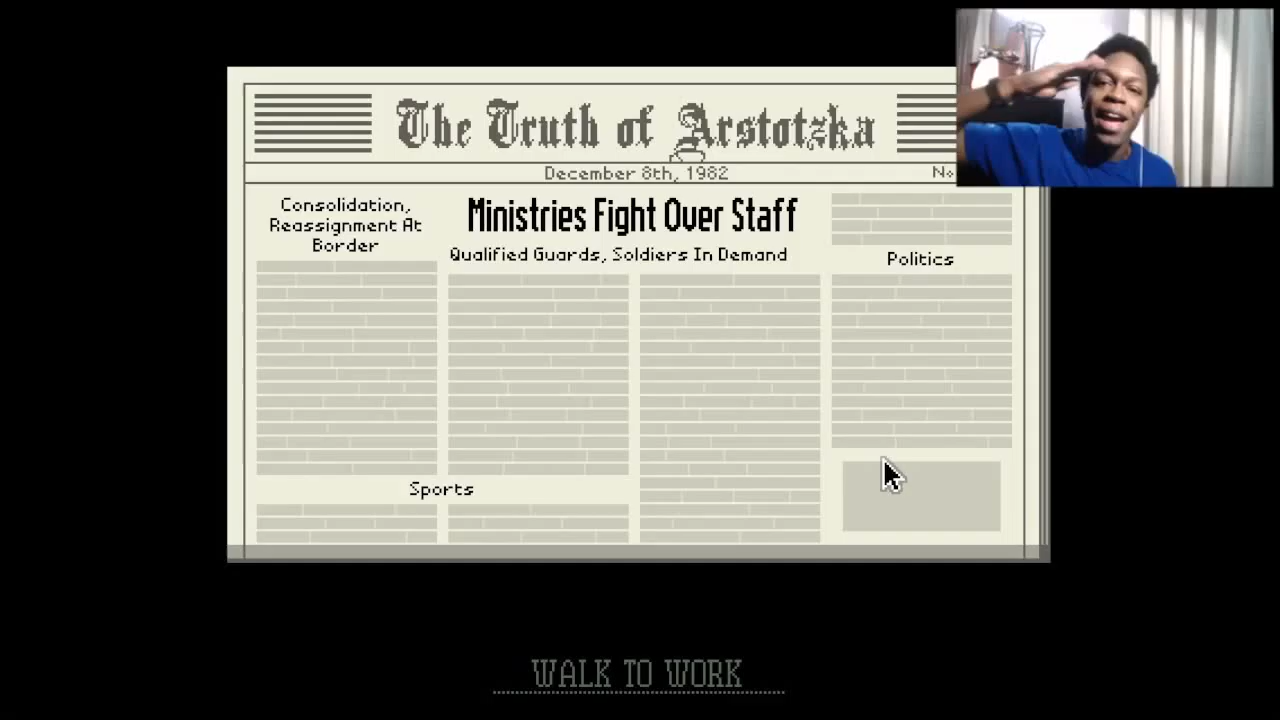 The Truth of Arstotzka
December 8th, 1982
No
Consolidation,
Reassignment At
Border
Ministries Fight Over Staff
Qualified Guards, Soldiers In Demand
Politics
Sports
WALK TO WORK